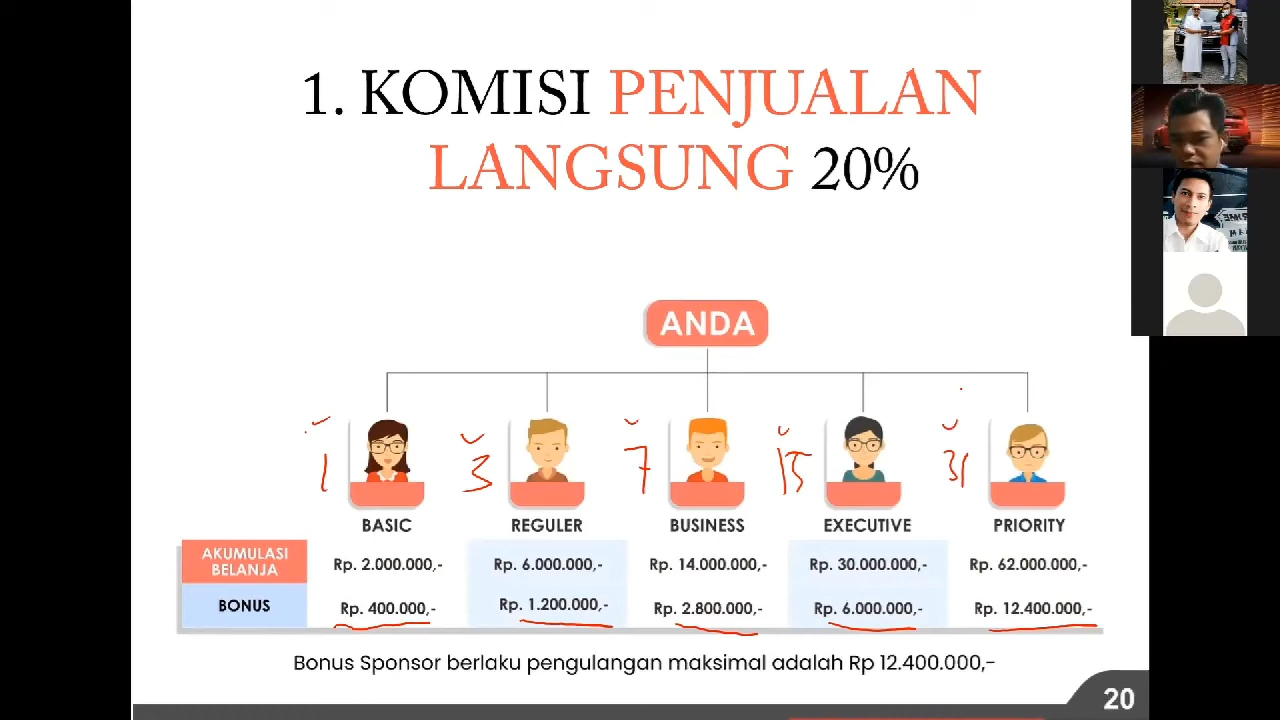 1. KOMISI PENJUALAN
LANGSUNG 20%
ANDA
1 3 7 15 31
BASIC REGULER BUSINESS EXECUTIVE PRIORITY
AKUMULASI
BELANJA
Rp. 2.000.000,- Rp. 6.000.000,- Rp. 14.000.000,- Rp. 30.000.000,- Rp. 62.000.000,-
BONUS Rp. 400.000,- Rp. 1.200.000,- Rp. 2.800.000,- Rp. 6.000.000,- Rp. 12.400.000,-
Bonus Sponsor berlaku pengulangan maksimal adalah Rp 12.400.000,-
20